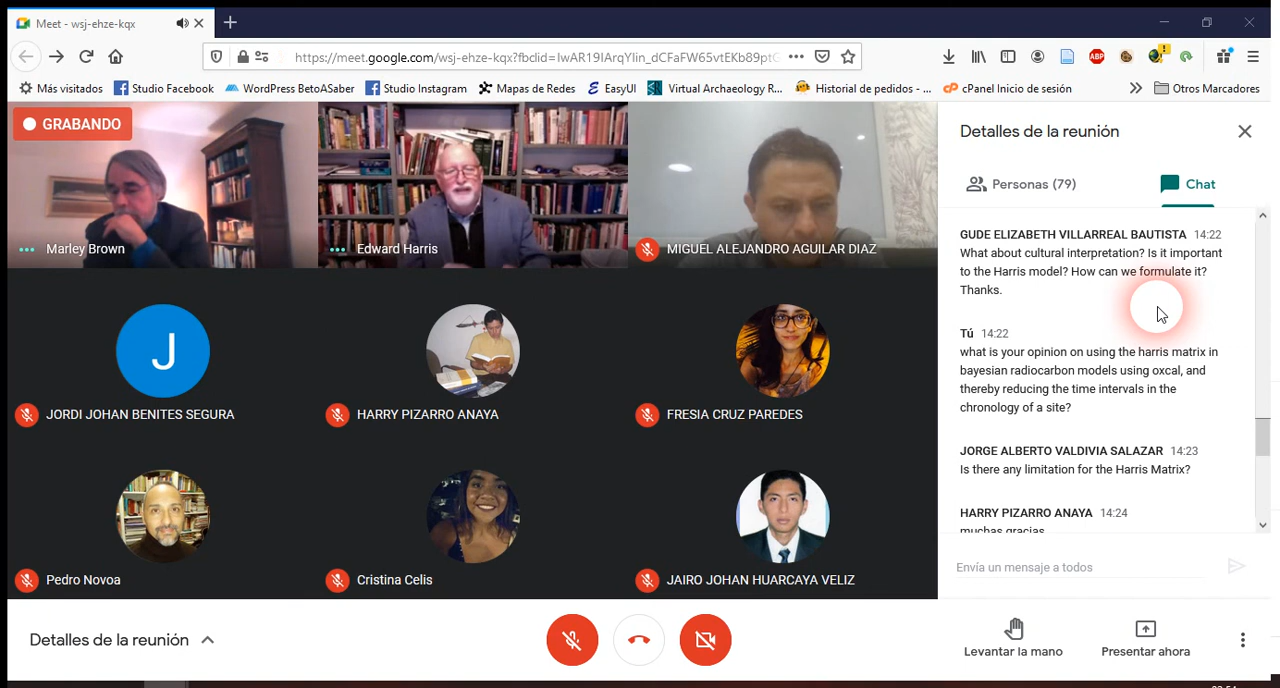 Meet - wsj-ehze-kqx
https://meet.google.com/wsj-ehze-kqx?fbclid=IwAR19IArqYIin_dCFaFW65vtEKb89ptG
ABP
Más visitados
Studio Facebook
WordPress BetoASaber
Studio Instagram
Mapas de Redes
EasyUI
Virtual Archaeology R...
Historial de pedidos - ...
cPanel Inicio de sesión
Otros Marcadores
GRABANDO
Marley Brown
Edward Harris
MIGUEL ALEJANDRO AGUILAR DIAZ
J
JORDI JOHAN BENITES SEGURA
HARRY PIZARRO ANAYA
FRESIA CRUZ PAREDES
Pedro Novoa
Cristina Celis
JAIRO JOHAN HUARCAYA VELIZ
Detalles de la reunión
Personas (79)
Chat
GUDE ELIZABETH VILLARREAL BAUTISTA 14:22
What about cultural interpretation? Is it important
to the Harris model? How can we formulate it?
Thanks.
Tú 14:22
what is your opinion on using the harris matrix in
bayesian radiocarbon models using oxcal, and
thereby reducing the time intervals in the
chronology of a site?
JORGE ALBERTO VALDIVIA SALAZAR 14:23
Is there any limitation for the Harris Matrix?
HARRY PIZARRO ANAYA 14:24
muchas gracias
Envía un mensaje a todos
Detalles de la reunión
Levantar la mano
Presentar ahora